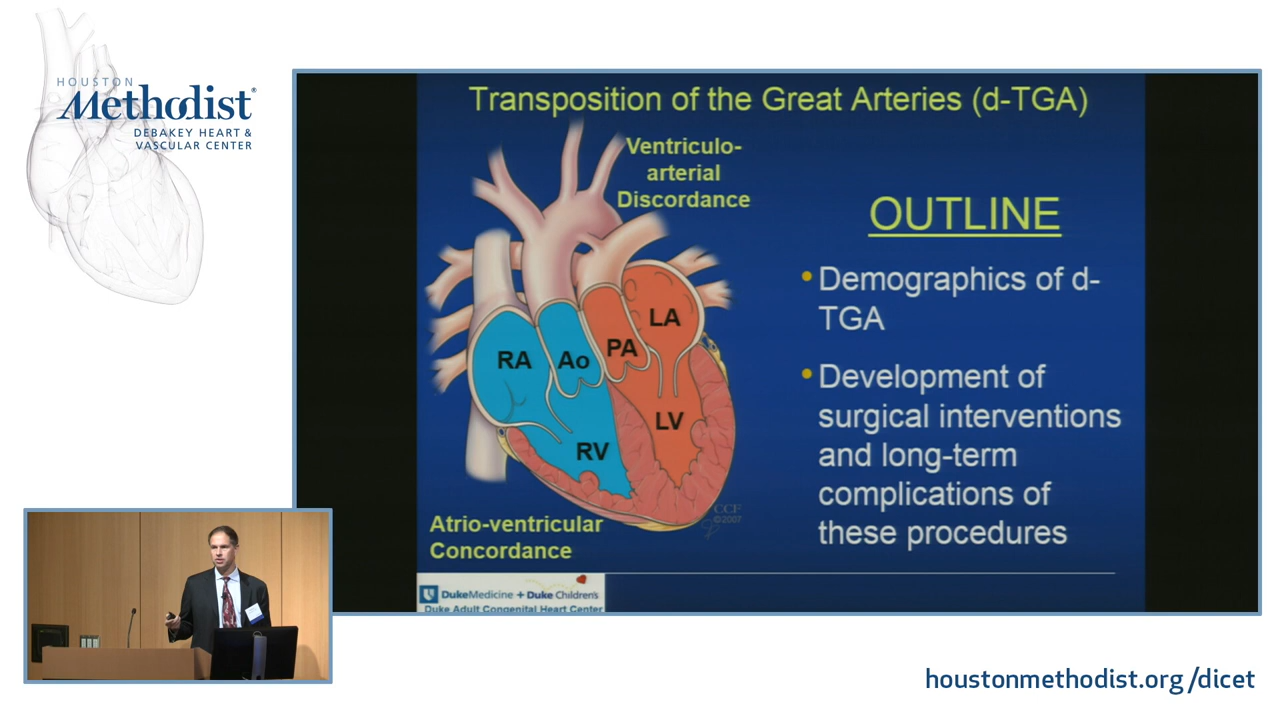 HOUSTON
Methodist®
DEBAKEY HEART &
VASCULAR CENTER
Transposition of the Great Arteries (d-TGA)
Ventriculo-
arterial
Discordance
RA
Ao
PA
LA
LV
RV
Atrio-ventricular
Concordance
CCF
©2007
OUTLINE
• Demographics of d-
TGA
• Development of
surgical interventions
and long-term
complications of
these procedures
DukeMedicine + Duke Children's
Duke Adult Congenital Heart Center
houstonmethodist.org/dicet